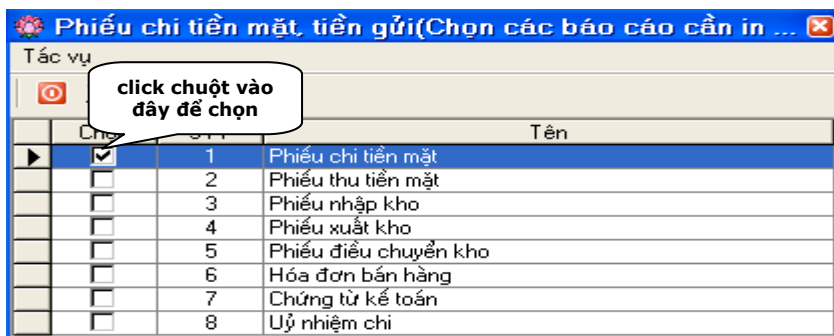 Phiếu chi tiền mặt, tiền gửi(Chọn các báo cáo cần in ...
Tác vụ
click chuột vào
đây để chọn
Tên
1 Phiếu chi tiền mặt
2 Phiếu thu tiền mặt
3 Phiếu nhập kho
4 Phiếu xuất kho
5 Phiếu điều chuyển kho
6 Hóa đơn bán hàng
7 Chứng từ kế toán
8 Uỷ nhiệm chi